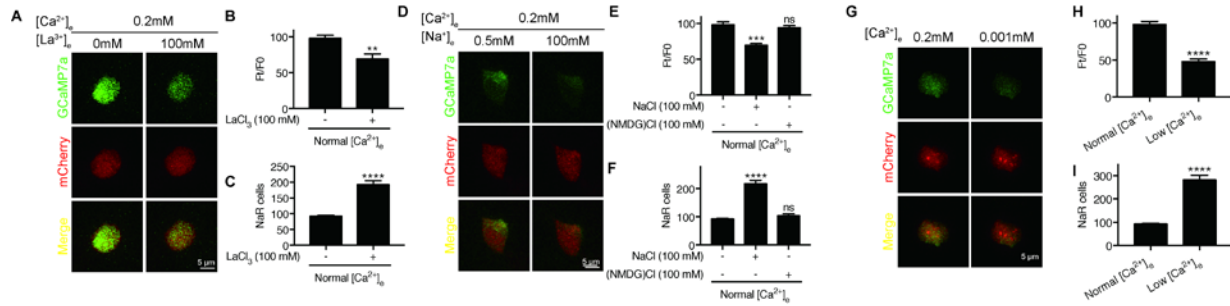 A
[Ca²⁺]ₑ 0.2mM
[La³⁺]ₑ 0mM 100mM
GCaMP7a
mCherry
Merge
5 μm
B
Ft/F0
100
50
0
**
- +
LaCl₃ (100 mM)
Normal [Ca²⁺]ₑ
C
NaR cells
250
200
150
100
50
0
****
- +
LaCl₃ (100 mM)
Normal [Ca²⁺]ₑ
D
[Ca²⁺]ₑ 0.2mM
[Na⁺]ₑ 0.5mM 100mM
GCaMP7a
mCherry
Merge
5 μm
E
Ft/F0
100
50
0
*** ns
NaCl (100 mM) - + -
(NMDG)Cl (100 mM) - - +
Normal [Ca²⁺]ₑ
F
NaR cells
300
200
100
0
**** ns
NaCl (100 mM) - + -
(NMDG)Cl (100 mM) - - +
Normal [Ca²⁺]ₑ
G
[Ca²⁺]ₑ 0.2mM 0.001mM
GCaMP7a
mCherry
Merge
5 μm
H
Ft/F0
100
50
0
****
Normal [Ca²⁺]ₑ
Low [Ca²⁺]ₑ
I
NaR cells
400
300
200
100
0
****
Normal [Ca²⁺]ₑ
Low [Ca²⁺]ₑ